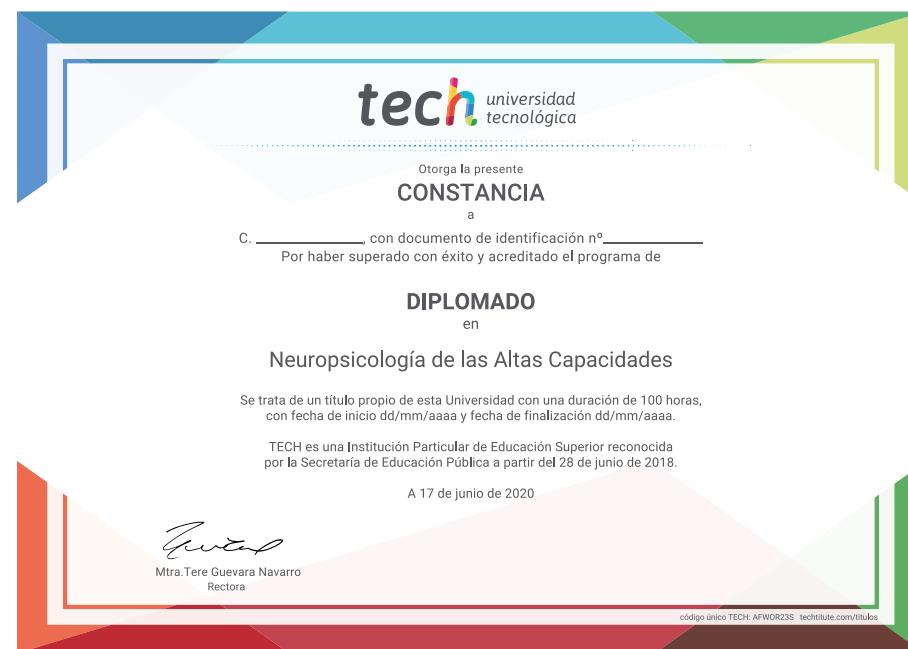 tech universidad
tecnológica
Otorga la presente
CONSTANCIA
a
C. ____________, con documento de identificación nº____________
Por haber superado con éxito y acreditado el programa de
DIPLOMADO
en
Neuropsicología de las Altas Capacidades
Se trata de un título propio de esta Universidad con una duración de 100 horas,
con fecha de inicio dd/mm/aaaa y fecha de finalización dd/mm/aaaa.
TECH es una Institución Particular de Educación Superior reconocida
por la Secretaría de Educación Pública a partir del 28 de junio de 2018.
A 17 de junio de 2020
Mtra.Tere Guevara Navarro
Rectora
código único TECH: AFWOR23S techtitute.com/titulos